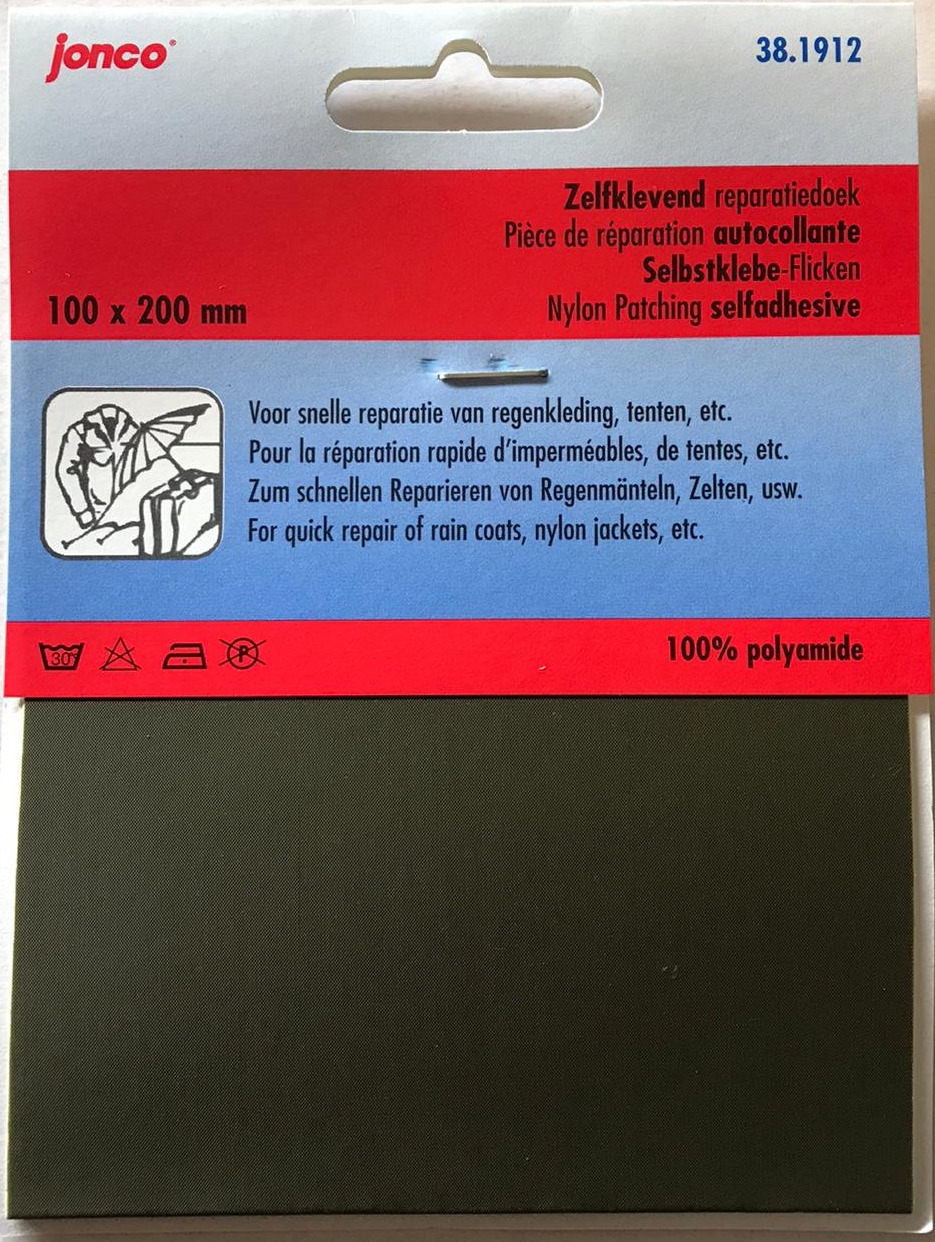 jonco®
38.1912
Zelfklevend reparatiedoek
Pièce de réparation autocollante
Selbstklebe-Flicken
Nylon Patching selfadhesive
100 x 200 mm
Voor snelle reparatie van regenkleding, tenten, etc.
Pour la réparation rapide d'imperméables, de tentes, etc.
Zum schnellen Reparieren von Regenmänteln, Zelten, usw.
For quick repair of rain coats, nylon jackets, etc.
30° P
100% polyamide